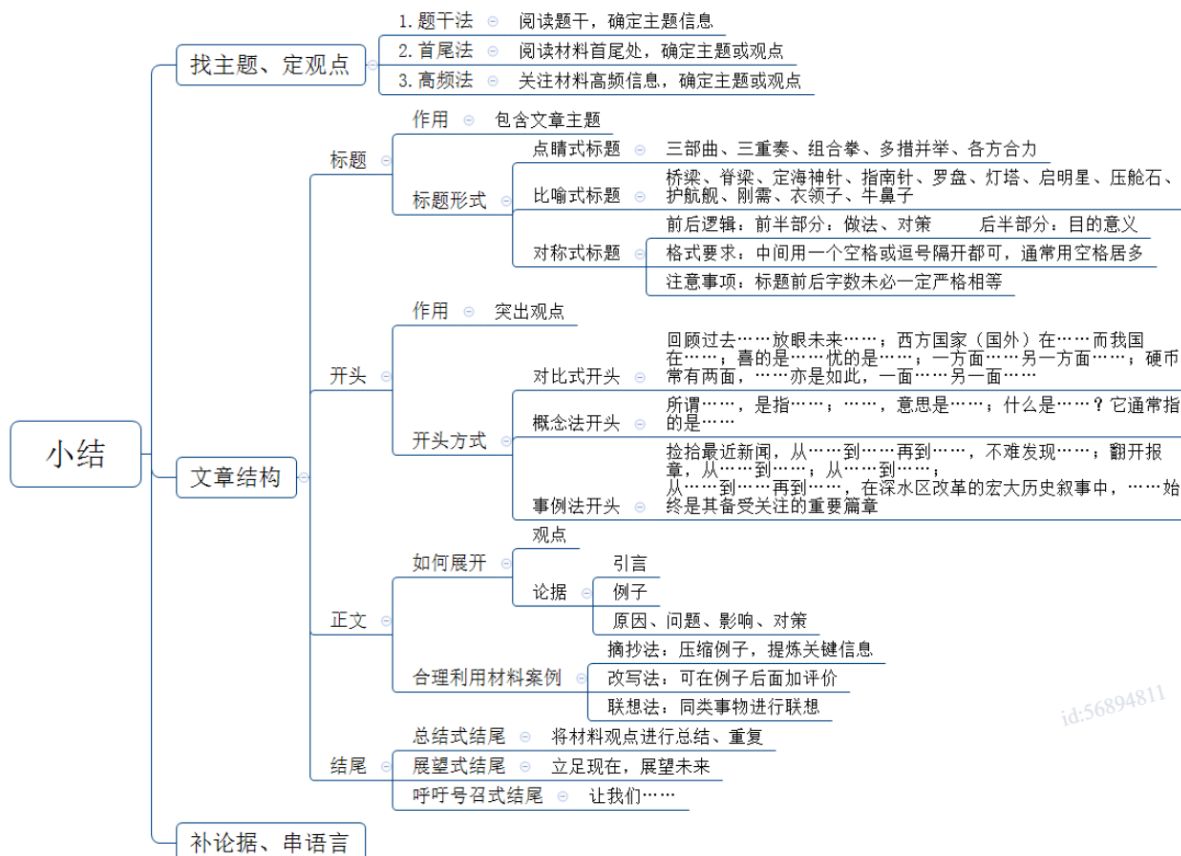 小结
找主题、定观点
1.题干法
阅读题干，确定主题信息
2.首尾法
阅读材料首尾处，确定主题或观点
3.高频法
关注材料高频信息，确定主题或观点
文章结构
标题
作用
包含文章主题
标题形式
点睛式标题
三部曲、三重奏、组合拳、多措并举、各方合力
比喻式标题
桥梁、脊梁、定海神针、指南针、罗盘、灯塔、启明星、压舱石、
护航舰、刚需、衣领子、牛鼻子
对称式标题
前后逻辑：前半部分：做法、对策 后半部分：目的意义
格式要求：中间用一个空格或逗号隔开都可，通常用空格居多
注意事项：标题前后字数未必一定严格相等
开头
作用
突出观点
开头方式
对比式开头
回顾过去……放眼未来……；西方国家（国外）在……而我国
在……；喜的是……忧的是……；一方面……另一方面……；硬币
常有两面，……亦是如此，一面……另一面……
概念法开头
所谓……，是指……；……，意思是……；什么是……？它通常指
的是……
事例法开头
捡拾最近新闻，从……到……再到……，不难发现……；翻开报
章，从……到……；从……到……；
从……到……再到……，在深水区改革的宏大历史叙事中，……始
终是其备受关注的重要篇章
正文
如何展开
观点
论据
引言
例子
原因、问题、影响、对策
合理利用材料案例
摘抄法：压缩例子，提炼关键信息
改写法：可在例子后面加评价
联想法：同类事物进行联想
结尾
总结式结尾
将材料观点进行总结、重复
展望式结尾
立足现在，展望未来
呼吁号召式结尾
让我们……
补论据、串语言
id:56894811